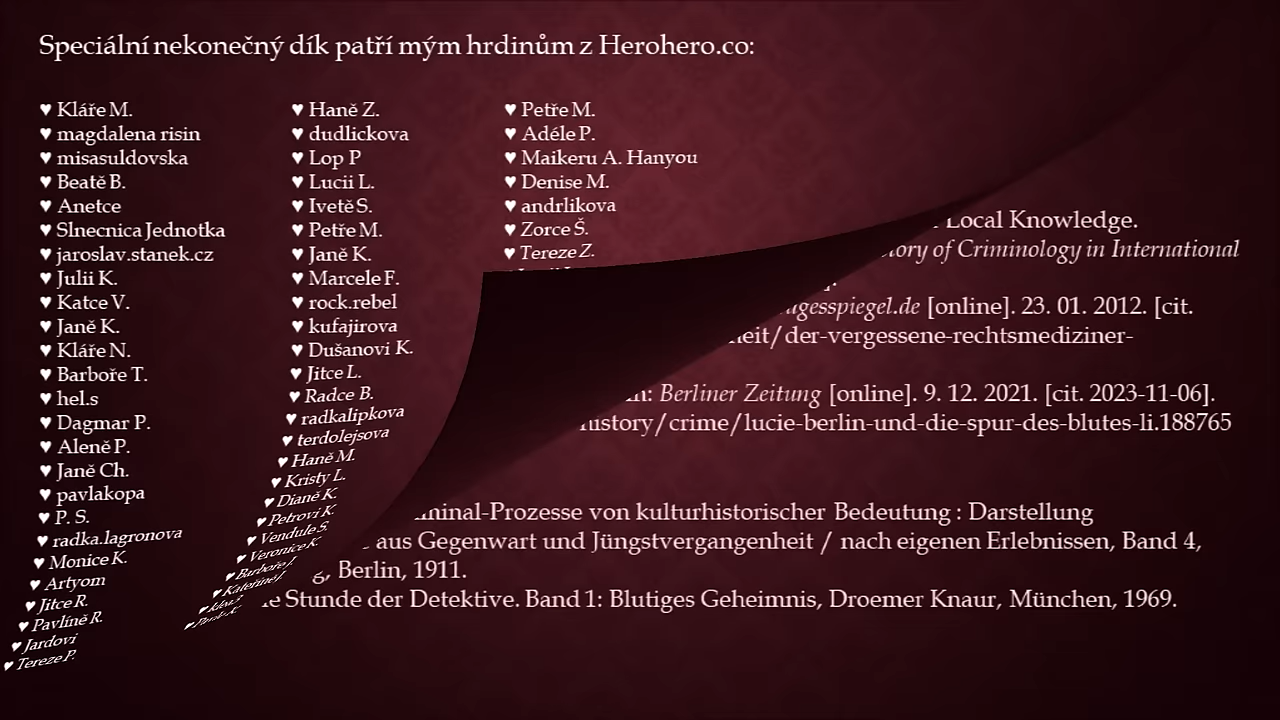 Speciální nekonečný dík patří mým hrdinům z Herohero.co:
♥ Kláře M.
♥ magdalena risin
♥ misasuldovska
♥ Beatě B.
♥ Anetce
♥ Slnecnica Jednotka
♥ jaroslav.stanek.cz
♥ Julii K.
♥ Katce V.
♥ Janě K.
♥ Kláře N.
♥ Barboře T.
♥ hel.s
♥ Dagmar P.
♥ Aleně P.
♥ Janě Ch.
♥ pavlakopa
♥ P. S.
♥ radka.lagronova
♥ Monice K.
♥ Artyom
♥ Jitce R.
♥ Pavlíně R.
♥ Jardovi
♥ Tereze P.
♥ Haně Z.
♥ dudlickova
♥ Lop P
♥ Lucii L.
♥ Ivetě S.
♥ Petře M.
♥ Janě K.
♥ Marcele F.
♥ rock.rebel
♥ kufajirova
♥ Dušanovi K.
♥ Jitce L.
♥ Radce B.
♥ radkalipkova
♥ terdolejsova
♥ Haně M.
♥ Kristy L.
♥ Dianě K.
♥ Petrovi K.
♥ Vendule S.
♥ Veronice K.
♥ Barboře J.
♥ Kateřině J.
♥ Petře M.
♥ Adéle P.
♥ Maikeru A. Hanyou
♥ Denise M.
♥ andrlikova
♥ Zorce Š.
♥ Tereze Z.
Local Knowledge.
tory of Criminology in International
agesspiegel.de [online]. 23. 01. 2012. [cit.
heit/der-vergessene-rechtsmediziner-
In: Berliner Zeitung [online]. 9. 12. 2021. [cit. 2023-11-06].
history/crime/lucie-berlin-und-die-spur-des-blutes-li.188765
iminal-Prozesse von kulturhistorischer Bedeutung : Darstellung
aus Gegenwart und Jüngstvergangenheit / nach eigenen Erlebnissen, Band 4,
g, Berlin, 1911.
e Stunde der Detektive. Band 1: Blutiges Geheimnis, Droemer Knaur, München, 1969.